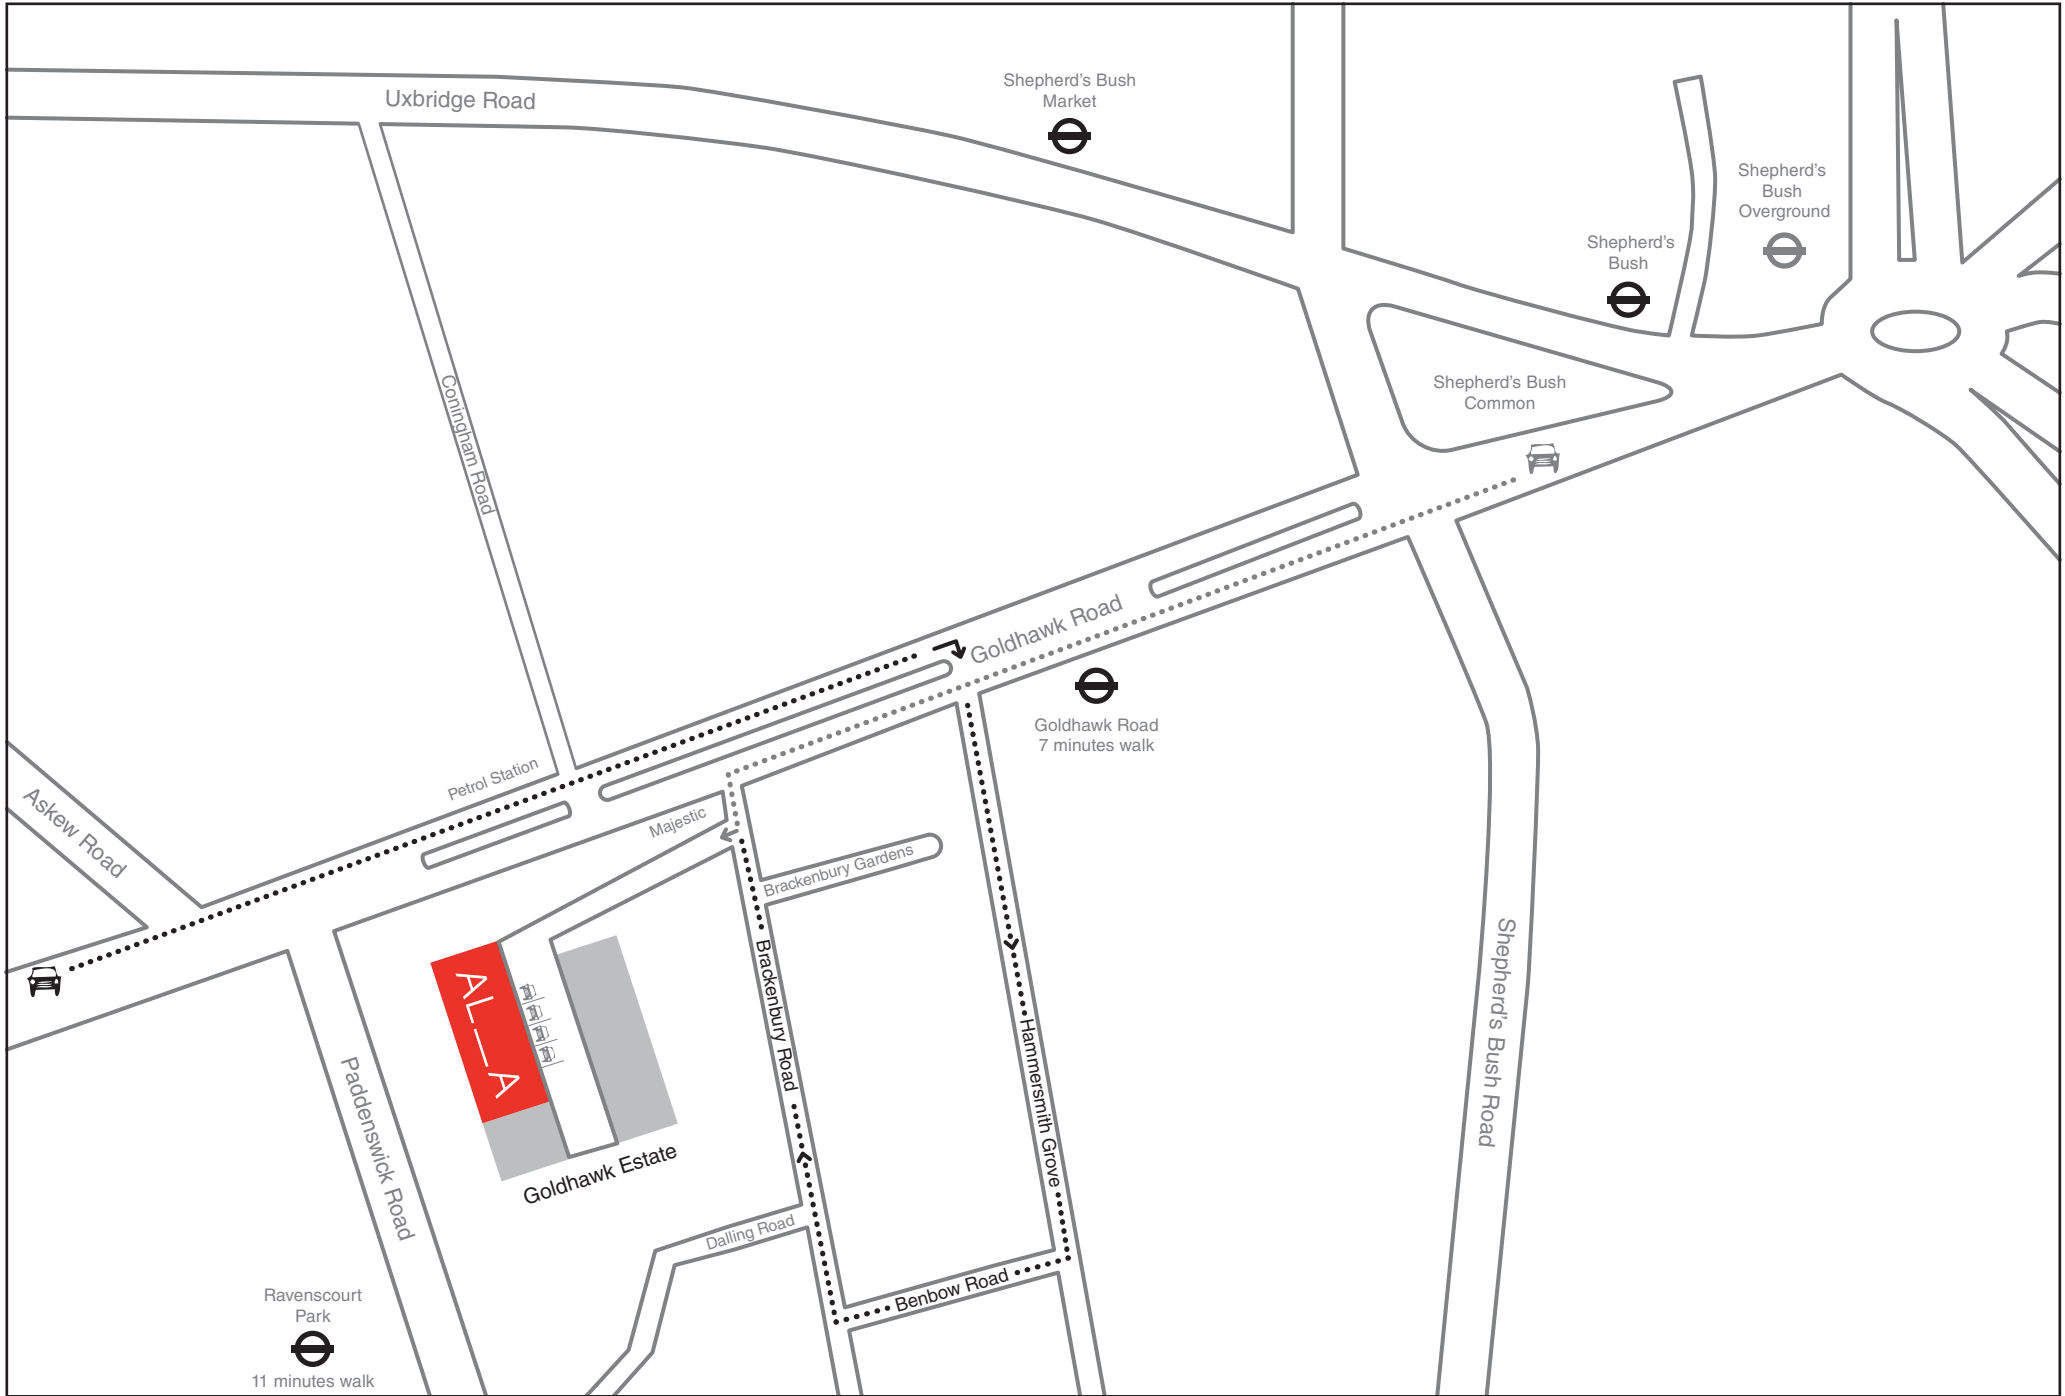 Uxbridge Road
Shepherd's Bush
Market
Shepherd's
Bush
Overground
Shepherd's
Bush
Shepherd's Bush
Common
Coningham Road
Goldhawk Road
Goldhawk Road
7 minutes walk
Petrol Station
Askew Road
Majestic
Brackenbury Gardens
Brackenbury Road
Hammersmith Grove
Shepherd's Bush Road
AL_A
Paddenswick Road
Goldhawk Estate
Dalling Road
Benbow Road
Ravenscourt
Park
11 minutes walk